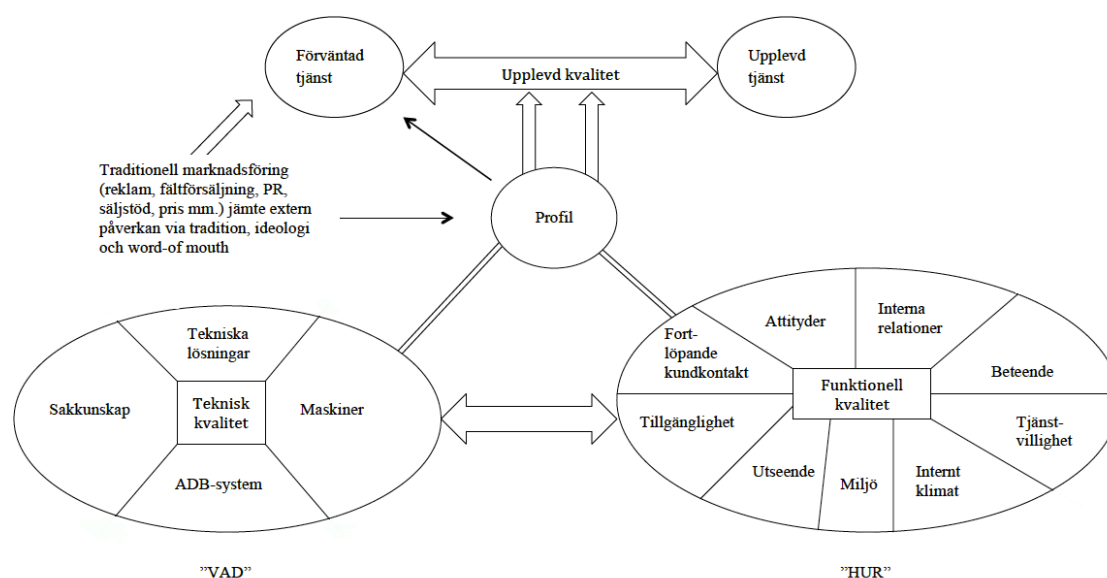 Förväntad
tjänst
Upplevd kvalitet
Upplevd
tjänst
Traditionell marknadsföring
(reklam, fältförsäljning, PR,
säljstöd, pris mm.) jämte extern
påverkan via tradition, ideologi
och word-of mouth
Profil
Tekniska
lösningar
Sakkunskap
Teknisk
kvalitet
Maskiner
ADB-system
Attityder
Interna
relationer
Fort-
löpande
kundkontakt
Beteende
Funktionell
kvalitet
Tillgänglighet
Tjänst-
villighet
Utseende
Miljö
Internt
klimat
”VAD”
”HUR”